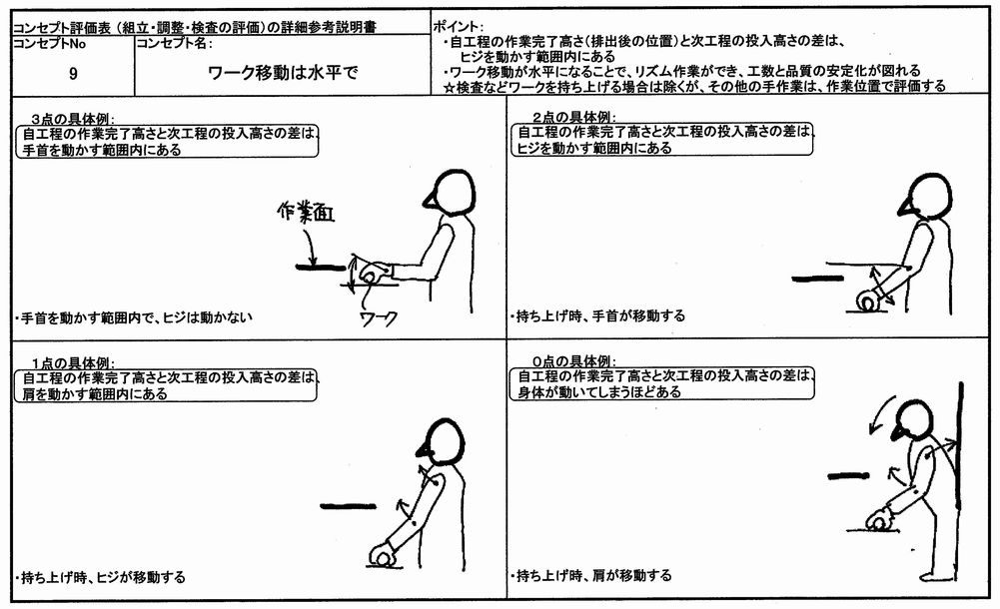 コンセプト評価表（組立・調整・検査の評価）の詳細参考説明書
コンセプトNo
9
コンセプト名：
ワーク移動は水平で
ポイント：
・自工程の作業完了高さ（排出後の位置）と次工程の投入高さの差は、
ヒジを動かす範囲内にある
・ワーク移動が水平になることで、リズム作業ができ、工数と品質の安定化が図れる
☆検査などワークを持ち上げる場合は除くが、その他の手作業は、作業位置で評価する
3点の具体例：
自工程の作業完了高さと次工程の投入高さの差は、
手首を動かす範囲内にある
作業面
ワーク
・手首を動かす範囲内で、ヒジは動かない
2点の具体例：
自工程の作業完了高さと次工程の投入高さの差は、
ヒジを動かす範囲内にある
・持ち上げ時、手首が移動する
1点の具体例：
自工程の作業完了高さと次工程の投入高さの差は、
肩を動かす範囲内にある
・持ち上げ時、ヒジが移動する
0点の具体例：
自工程の作業完了高さと次工程の投入高さの差は、
身体が動いてしまうほどある
・持ち上げ時、肩が移動する